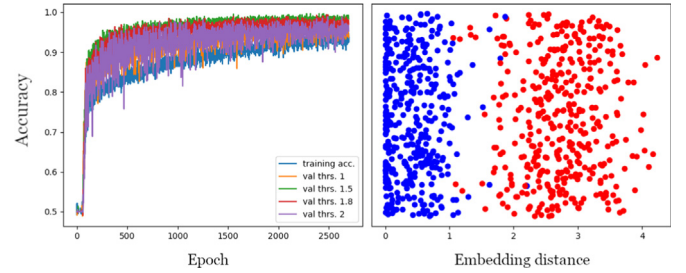 1.0
0.9
0.8
0.7
0.6
0.5
Accuracy
0 500 1000 1500 2000 2500
Epoch
training acc.
val thrs. 1
val thrs. 1.5
val thrs. 1.8
val thrs. 2
0 1 2 3 4
Embedding distance